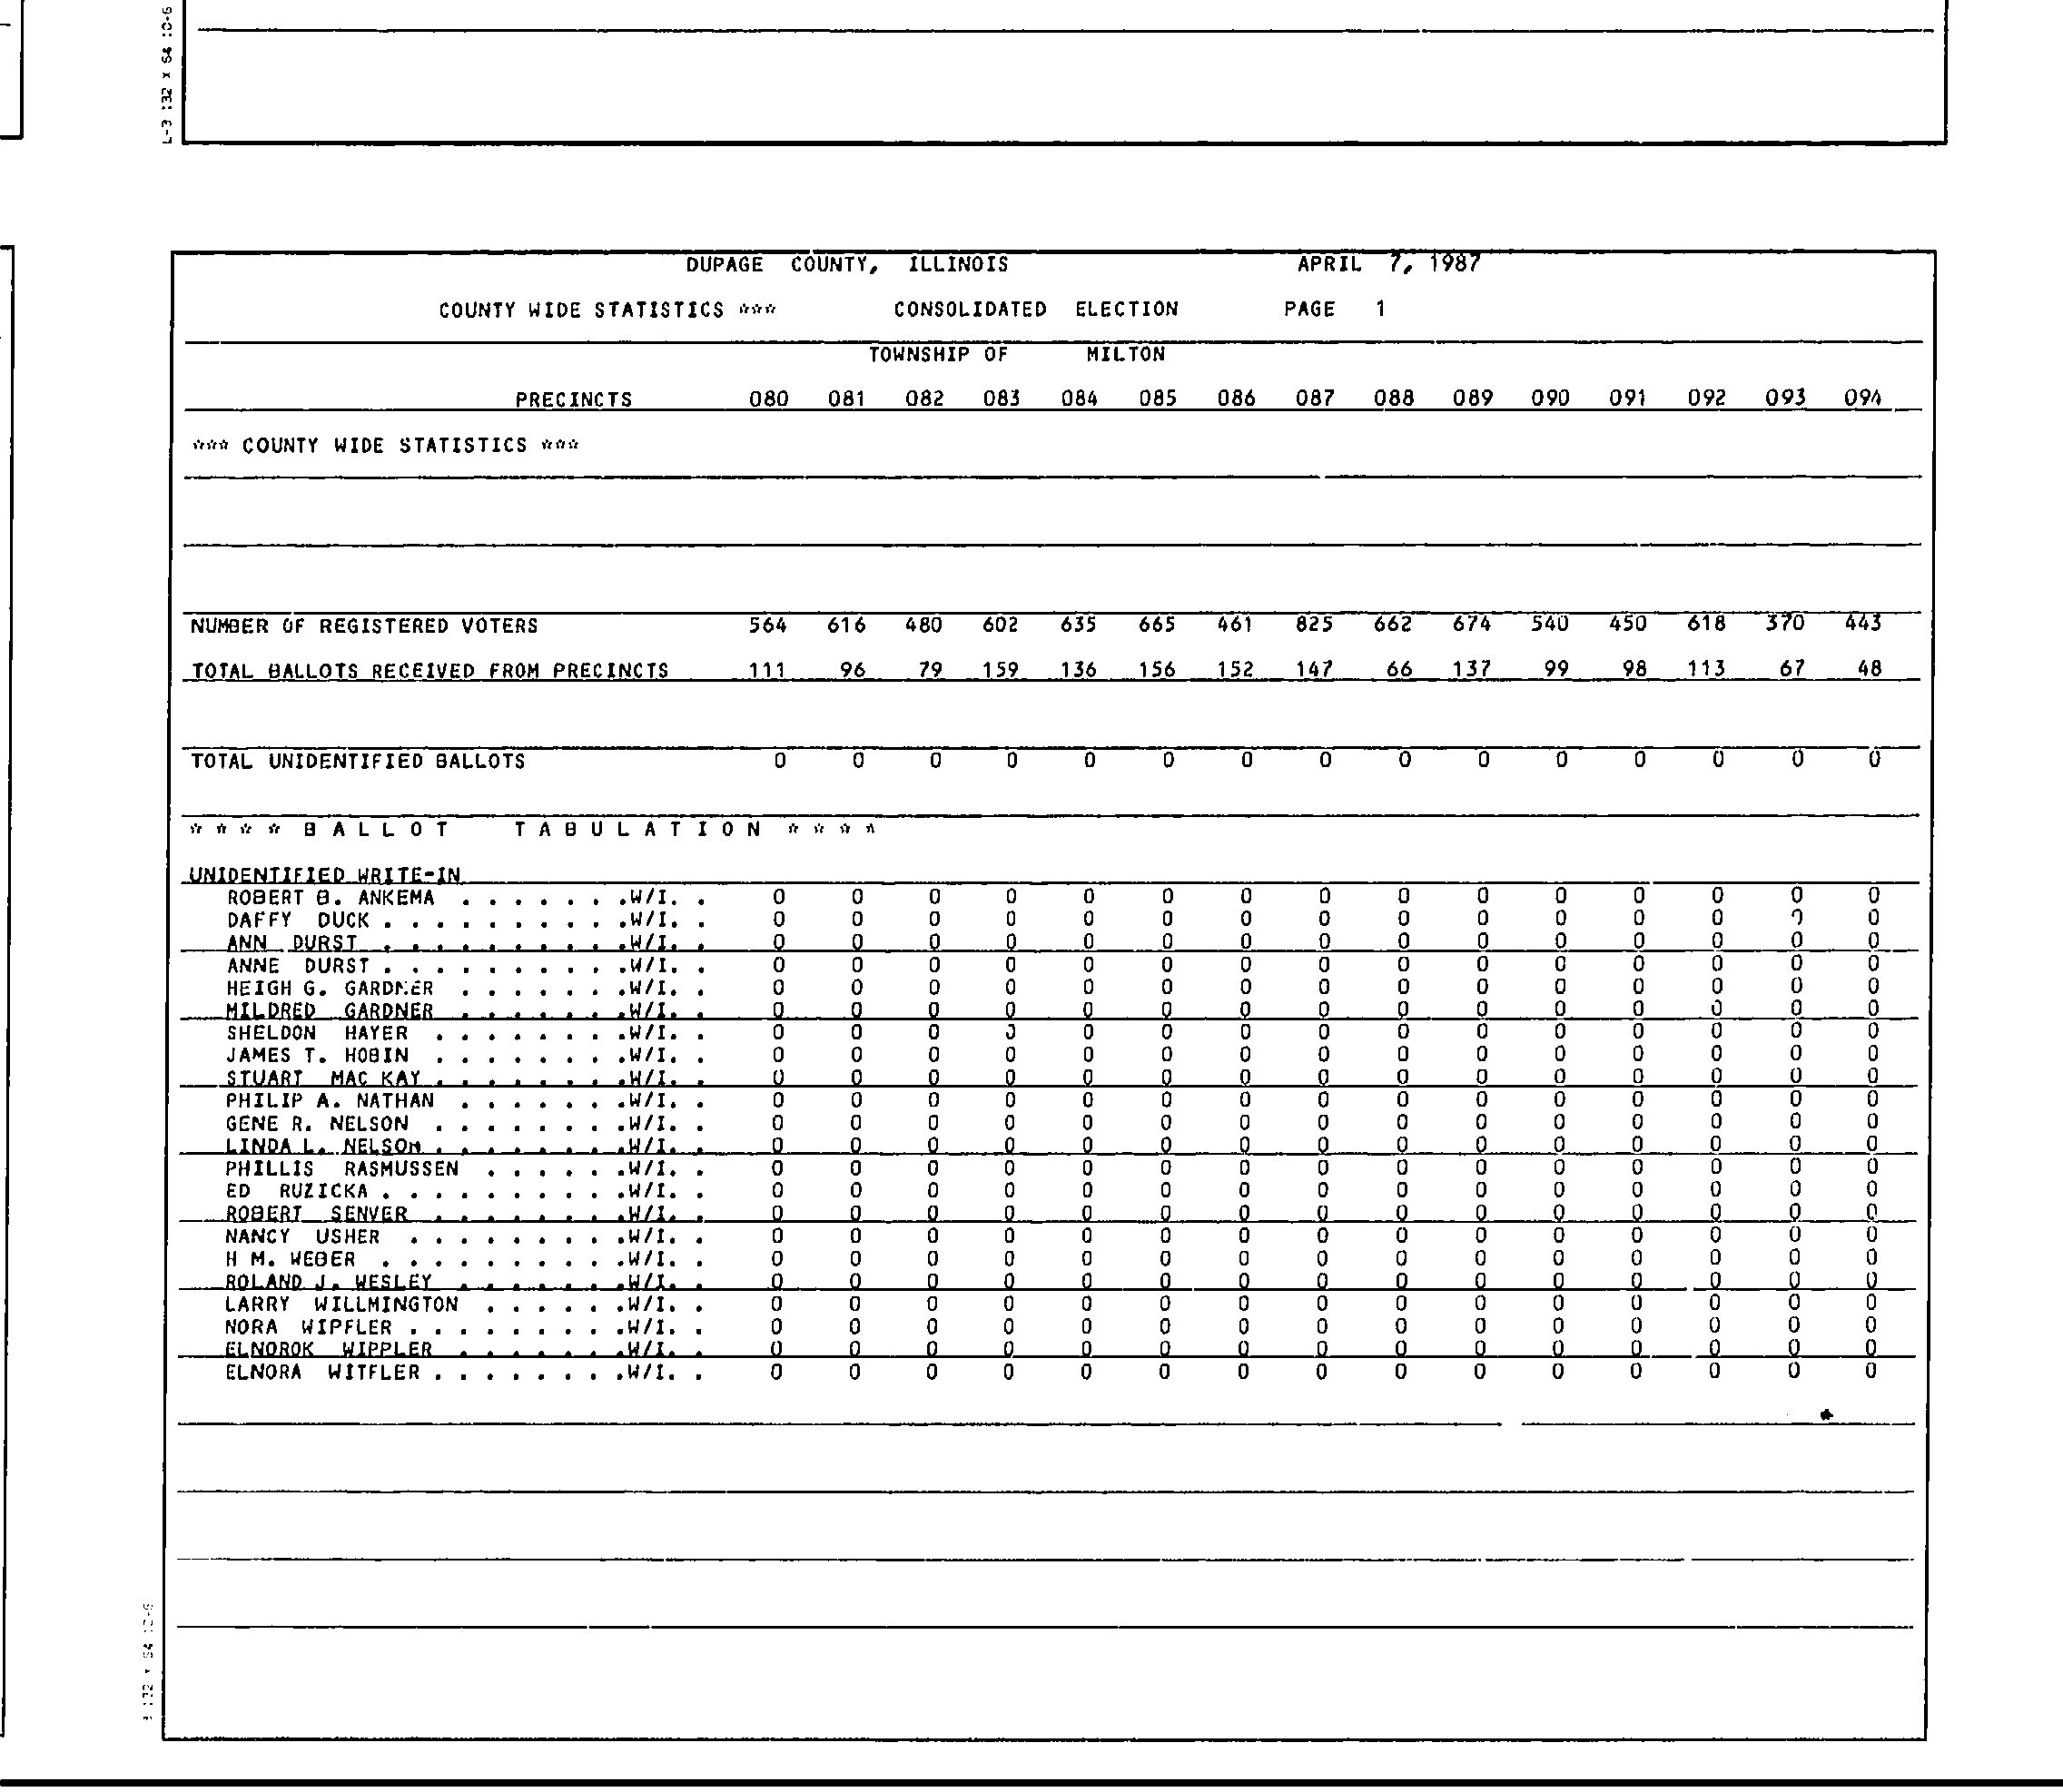 L-3 132 X 64 10-6
DUPAGE COUNTY, ILLINOIS APRIL 7, 1987
COUNTY WIDE STATISTICS *** CONSOLIDATED ELECTION PAGE 1
TOWNSHIP OF MILTON
PRECINCTS 080 081 082 083 084 085 086 087 088 089 090 091 092 093 094
*** COUNTY WIDE STATISTICS ***
NUMBER OF REGISTERED VOTERS 564 616 480 602 635 665 461 825 662 674 540 450 618 370 443
TOTAL BALLOTS RECEIVED FROM PRECINCTS 111 96 79 159 136 156 152 147 66 137 99 98 113 67 48
TOTAL UNIDENTIFIED BALLOTS 0 0 0 0 0 0 0 0 0 0 0 0 0 0 0
* * * * B A L L O T T A B U L A T I O N * * * *
UNIDENTIFIED WRITE-IN
ROBERT B. ANKEMA . . . . . . .W/I. . 0 0 0 0 0 0 0 0 0 0 0 0 0 0 0
DAFFY DUCK . . . . . . . . . .W/I. . 0 0 0 0 0 0 0 0 0 0 0 0 0 0 0
ANN DURST . . . . . . . . . .W/I. . 0 0 0 0 0 0 0 0 0 0 0 0 0 0 0
ANNE DURST . . . . . . . . . .W/I. . 0 0 0 0 0 0 0 0 0 0 0 0 0 0 0
HEIGH G. GARDNER . . . . . . .W/I. . 0 0 0 0 0 0 0 0 0 0 0 0 0 0 0
MILDRED GARDNER . . . . . . .W/I. . 0 0 0 0 0 0 0 0 0 0 0 0 0 0 0
SHELDON HAYER . . . . . . . .W/I. . 0 0 0 0 0 0 0 0 0 0 0 0 0 0 0
JAMES T. HOBIN . . . . . . . .W/I. . 0 0 0 0 0 0 0 0 0 0 0 0 0 0 0
STUART MAC KAY . . . . . . . .W/I. . 0 0 0 0 0 0 0 0 0 0 0 0 0 0 0
PHILIP A. NATHAN . . . . . . .W/I. . 0 0 0 0 0 0 0 0 0 0 0 0 0 0 0
GENE R. NELSON . . . . . . . .W/I. . 0 0 0 0 0 0 0 0 0 0 0 0 0 0 0
LINDA L. NELSON . . . . . . . .W/I. . 0 0 0 0 0 0 0 0 0 0 0 0 0 0 0
PHILLIS RASMUSSEN . . . . . .W/I. . 0 0 0 0 0 0 0 0 0 0 0 0 0 0 0
ED RUZICKA . . . . . . . . . .W/I. . 0 0 0 0 0 0 0 0 0 0 0 0 0 0 0
ROBERT SENVER . . . . . . . .W/I. . 0 0 0 0 0 0 0 0 0 0 0 0 0 0 0
NANCY USHER . . . . . . . . .W/I. . 0 0 0 0 0 0 0 0 0 0 0 0 0 0 0
H M. WEBER . . . . . . . . . .W/I. . 0 0 0 0 0 0 0 0 0 0 0 0 0 0 0
ROLAND J. WESLEY . . . . . . .W/I. . 0 0 0 0 0 0 0 0 0 0 0 0 0 0 0
LARRY WILLMINGTON . . . . . .W/I. . 0 0 0 0 0 0 0 0 0 0 0 0 0 0 0
NORA WIPFLER . . . . . . . . .W/I. . 0 0 0 0 0 0 0 0 0 0 0 0 0 0 0
ELNOROK WIPPLER . . . . . . .W/I. . 0 0 0 0 0 0 0 0 0 0 0 0 0 0 0
ELNORA WITFLER . . . . . . . .W/I. . 0 0 0 0 0 0 0 0 0 0 0 0 0 0 0